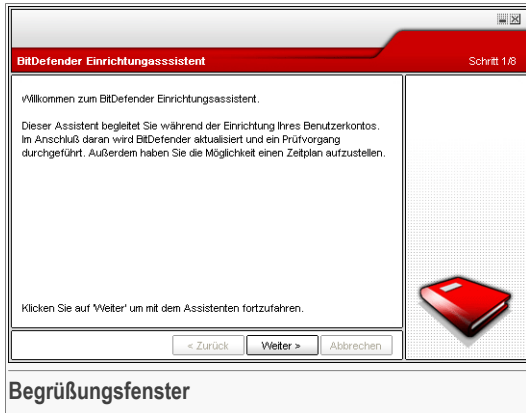 BitDefender Einrichtungasssistent
Schritt 1/8
Willkommen zum BitDefender Einrichtungsassistent.
Dieser Assistent begleitet Sie während der Einrichtung Ihres Benutzerkontos.
Im Anschluß daran wird BitDefender aktualisiert und ein Prüfvorgang
durchgeführt. Außerdem haben Sie die Möglichkeit einen Zeitplan aufzustellen.
Klicken Sie auf 'Weiter' um mit dem Assistenten fortzufahren.
« Zurück
Weiter »
Abbrechen
Begrüßungsfenster